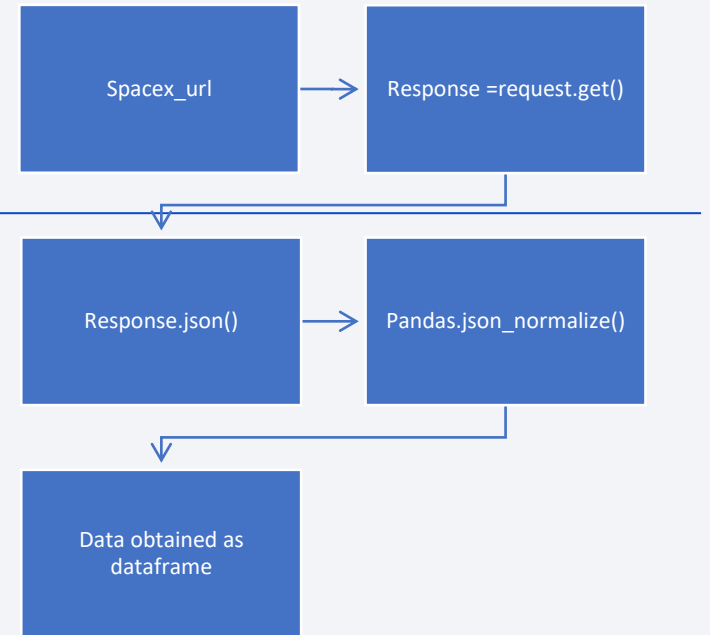 Spacex_url
Response =request.get()
Response.json()
Pandas.json_normalize()
Data obtained as
dataframe